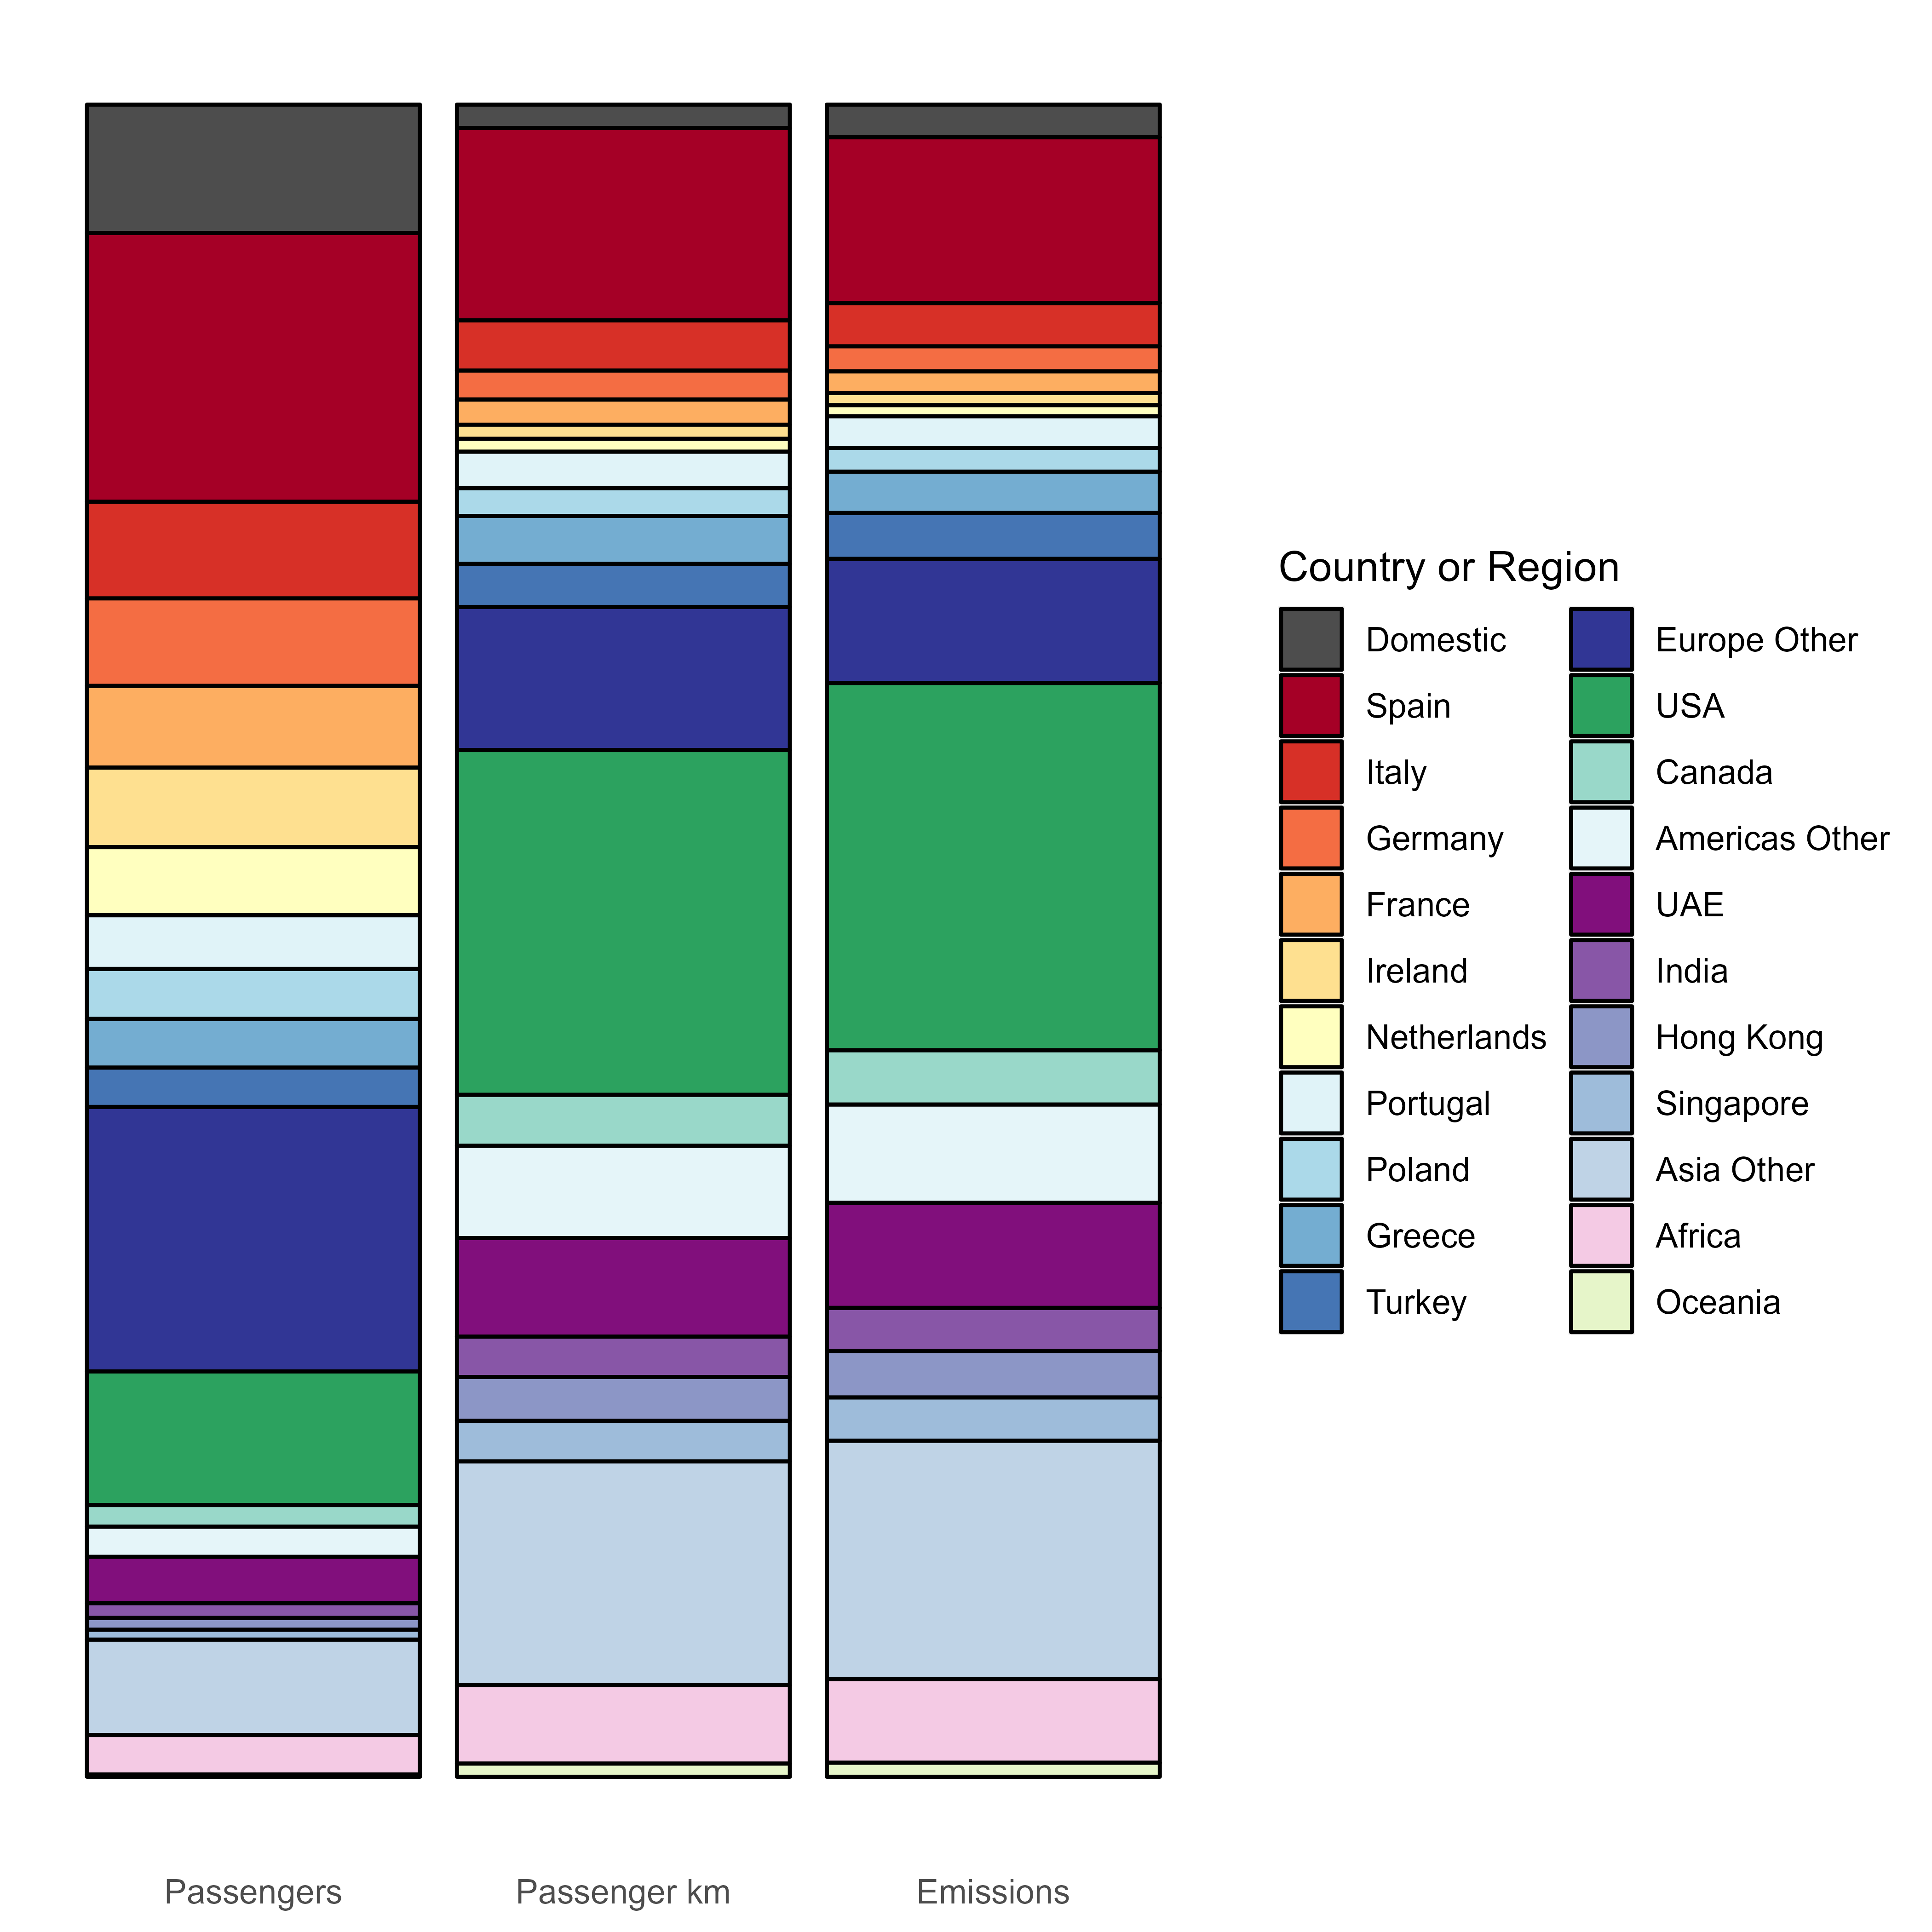 Country or Region
Domestic
Spain
Italy
Germany
France
Ireland
Netherlands
Portugal
Poland
Greece
Turkey
Europe Other
USA
Canada
Americas Other
UAE
India
Hong Kong
Singapore
Asia Other
Africa
Oceania
Passengers
Passenger km
Emissions